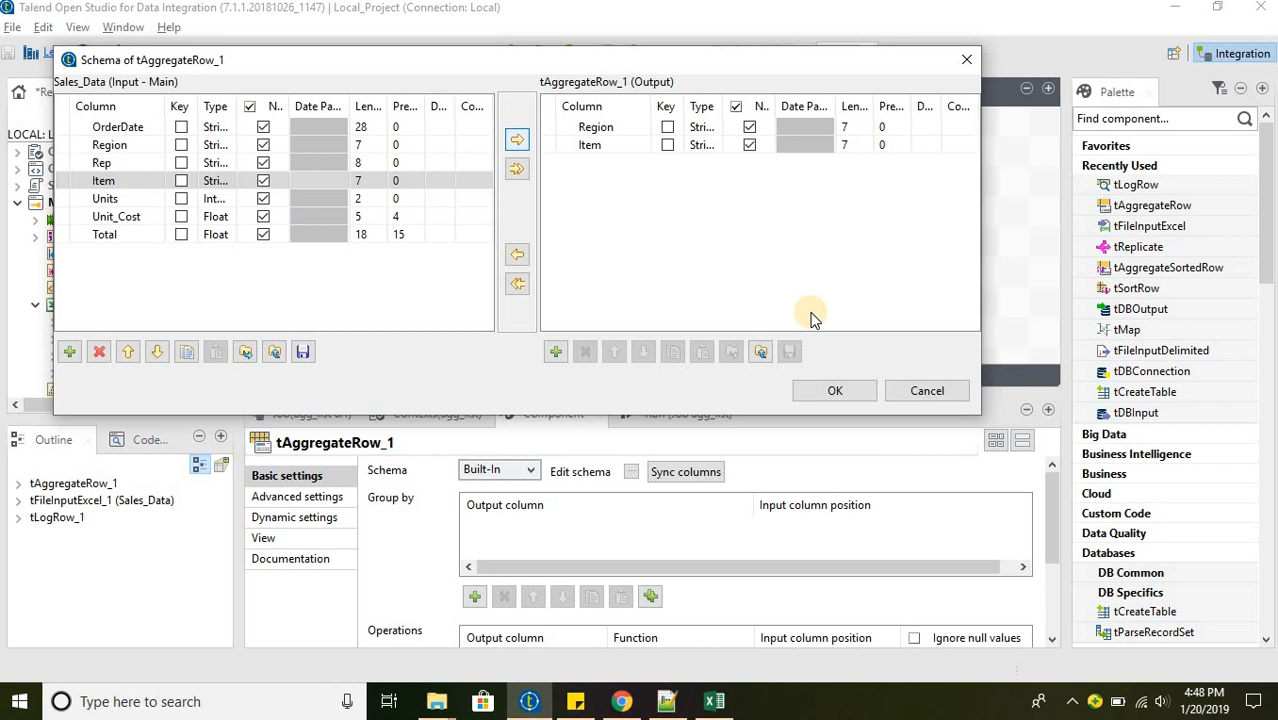 Talend Open Studio for Data Integration (7.1.1.20181026_1147) | Local_Project (Connection: Local)
File Edit View Window Help
Integration
Schema of tAggregateRow_1
Sales_Data (Input - Main)
Column Key Type N.. Date Pa... Len... Pre... D... Co...
OrderDate Stri... 28 0
Region Stri... 7 0
Rep Stri... 8 0
Item Stri... 7 0
Units Int... 2 0
Unit_Cost Float 5 4
Total Float 18 15
tAggregateRow_1 (Output)
Column Key Type N.. Date Pa... Len... Pre... D... Co...
Region Stri... 7 0
Item Stri... 7 0
OK Cancel
LOCAL:
Palette
Find component...
Favorites
Recently Used
tLogRow
tAggregateRow
tFileInputExcel
tReplicate
tAggregateSortedRow
tSortRow
tDBOutput
tMap
tFileInputDelimited
tDBConnection
tCreateTable
tDBInput
Big Data
Business Intelligence
Business
Cloud
Custom Code
Data Quality
Databases
DB Common
DB Specifics
tCreateTable
tParseRecordSet
Outline Code...
tAggregateRow_1
tFileInputExcel_1 (Sales_Data)
tLogRow_1
tAggregateRow_1
Basic settings
Advanced settings
Dynamic settings
View
Documentation
Schema Built-In Edit schema ... Sync columns
Group by
Output column Input column position
Operations
Output column Function Input column position Ignore null values
Type here to search
4:48 PM
1/20/2019